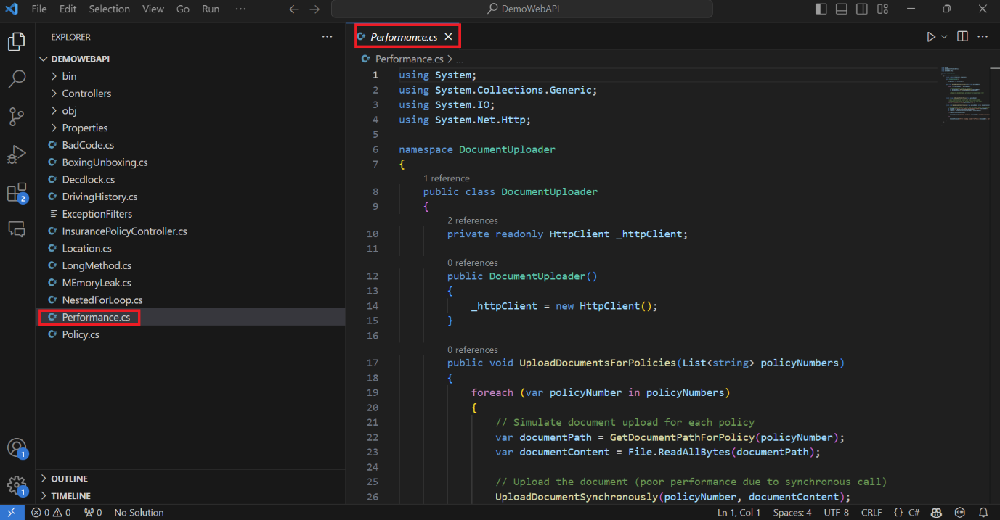 File Edit Selection View Go Run ··· ← → DemoWebAPI
EXPLORER ···
DEMOWEBAPI
bin
Controllers
obj
Properties
BadCode.cs
BoxingUnboxing.cs
Decdlock.cs
DrivingHistory.cs
ExceptionFilters
InsurancePolicyController.cs
Location.cs
LongMethod.cs
MEmoryLeak.cs
NestedForLoop.cs
Performance.cs
Policy.cs
2
1
1
OUTLINE
TIMELINE
Performance.cs
Performance.cs > ...
1 using System;
2 using System.Collections.Generic;
3 using System.IO;
4 using System.Net.Http;
5
6 namespace DocumentUploader
7 {
1 reference
8 public class DocumentUploader
9 {
2 references
10 private readonly HttpClient _httpClient;
11
0 references
12 public DocumentUploader()
13 {
14 _httpClient = new HttpClient();
15 }
16
0 references
17 public void UploadDocumentsForPolicies(List<string> policyNumbers)
18 {
19 foreach (var policyNumber in policyNumbers)
20 {
21 // Simulate document upload for each policy
22 var documentPath = GetDocumentPathForPolicy(policyNumber);
23 var documentContent = File.ReadAllBytes(documentPath);
24
25 // Upload the document (poor performance due to synchronous call)
26 UploadDocumentSynchronously(policyNumber, documentContent);
0 0 0 No Solution Ln 1, Col 1 Spaces: 4 UTF-8 CRLF {} C#